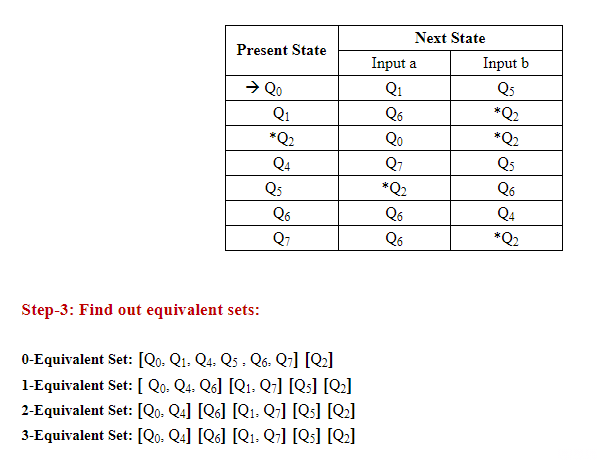 Present State Next State
Input a Input b
→ Q0 Q1 Q5
Q1 Q6 *Q2
*Q2 Q0 *Q2
Q4 Q7 Q5
Q5 *Q2 Q6
Q6 Q6 Q4
Q7 Q6 *Q2
Step-3: Find out equivalent sets:
0-Equivalent Set: [Q0, Q1, Q4, Q5 , Q6, Q7] [Q2]
1-Equivalent Set: [ Q0, Q4, Q6] [Q1, Q7] [Q5] [Q2]
2-Equivalent Set: [Q0, Q4] [Q6] [Q1, Q7] [Q5] [Q2]
3-Equivalent Set: [Q0, Q4] [Q6] [Q1, Q7] [Q5] [Q2]